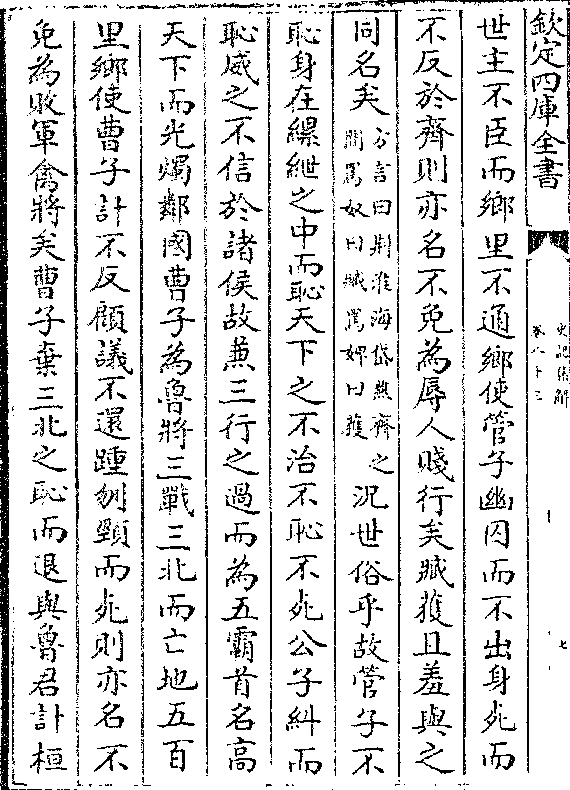 欽定四庫全書
史記集解
卷八十三
七
世主不臣而鄉里不通鄉使管子幽囚而不出身死而
不反於齊則亦名不免為辱人賤行矣臧獲且羞與之
同名矣方言曰荆淮海岱燕齊之間罵奴曰臧罵婢曰獲況世俗乎故管子不
恥身在縲紲之中而恥天下之不治不恥不死公子糾而
恥威之不信於諸侯故兼三行之過而為五霸首名高
天下而光燭鄰國曹子為魯將三戰三北而亡地五百
里鄉使曹子計不反顧議不還踵刎頸而死則亦名不
免為敗軍禽將矣曹子棄三北之恥而退與魯君計桓